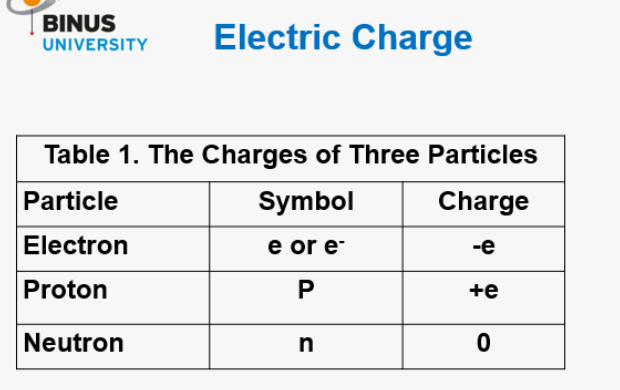 BINUS
UNIVERSITY
Electric Charge
Table 1. The Charges of Three Particles
Particle Symbol Charge
Electron e or e⁻ -e
Proton P +e
Neutron n 0